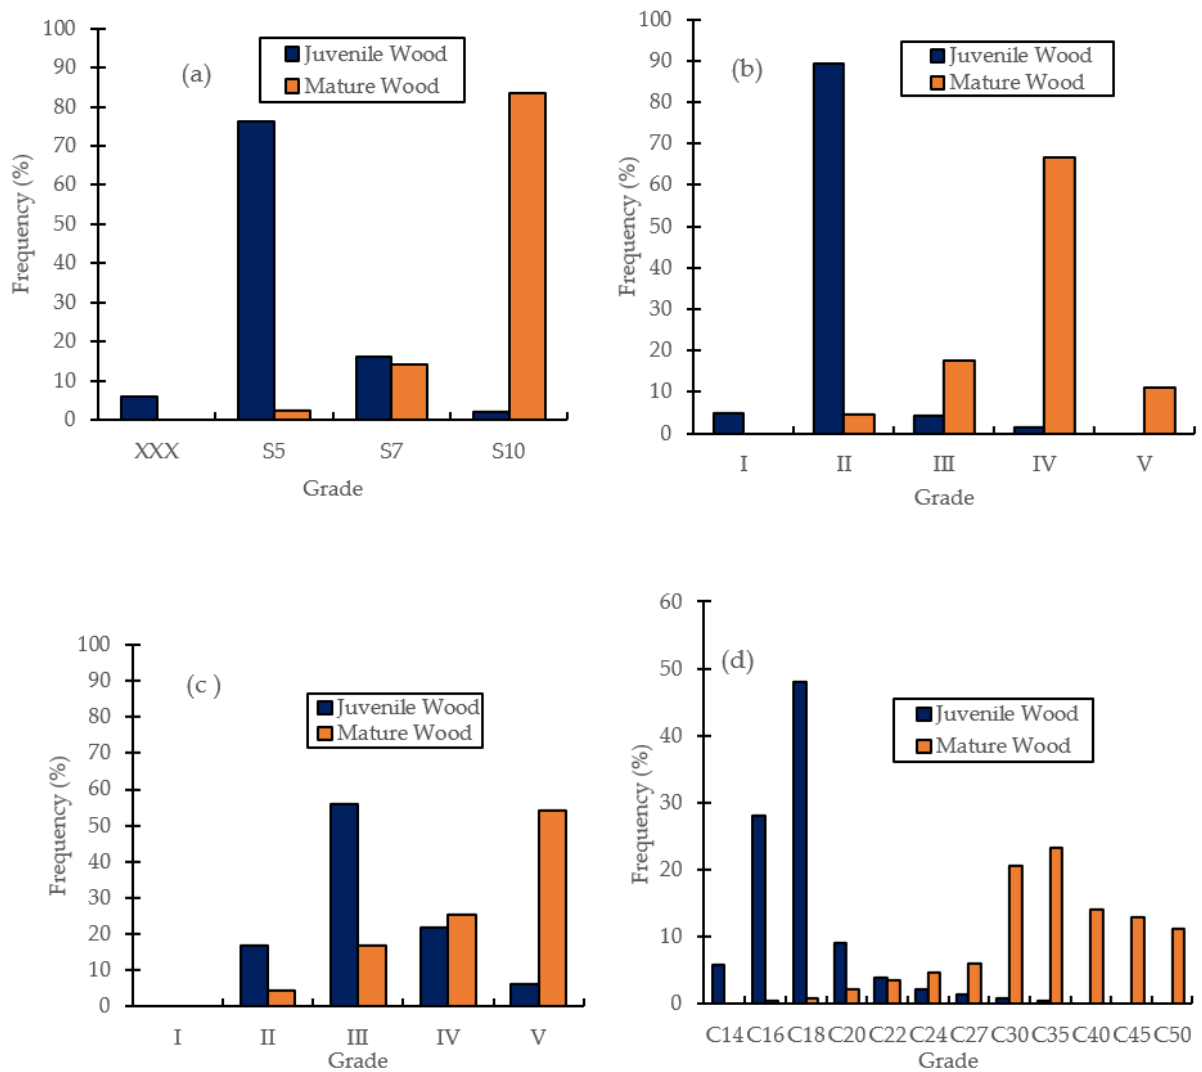 100
90
80
70
60
50
40
30
20
10
0
Frequency (%)
(a)
Juvenile Wood
Mature Wood
XXX S5 S7 S10
Grade
100
90
80
70
60
50
40
30
20
10
0
Frequency (%)
(b)
Juvenile Wood
Mature Wood
I II III IV V
Grade
100
90
80
70
60
50
40
30
20
10
0
Frequency (%)
(c )
Juvenile Wood
Mature Wood
I II III IV V
Grade
60
50
40
30
20
10
0
Frequency (%)
(d)
Juvenile Wood
Mature Wood
C14 C16 C18 C20 C22 C24 C27 C30 C35 C40 C45 C50
Grade